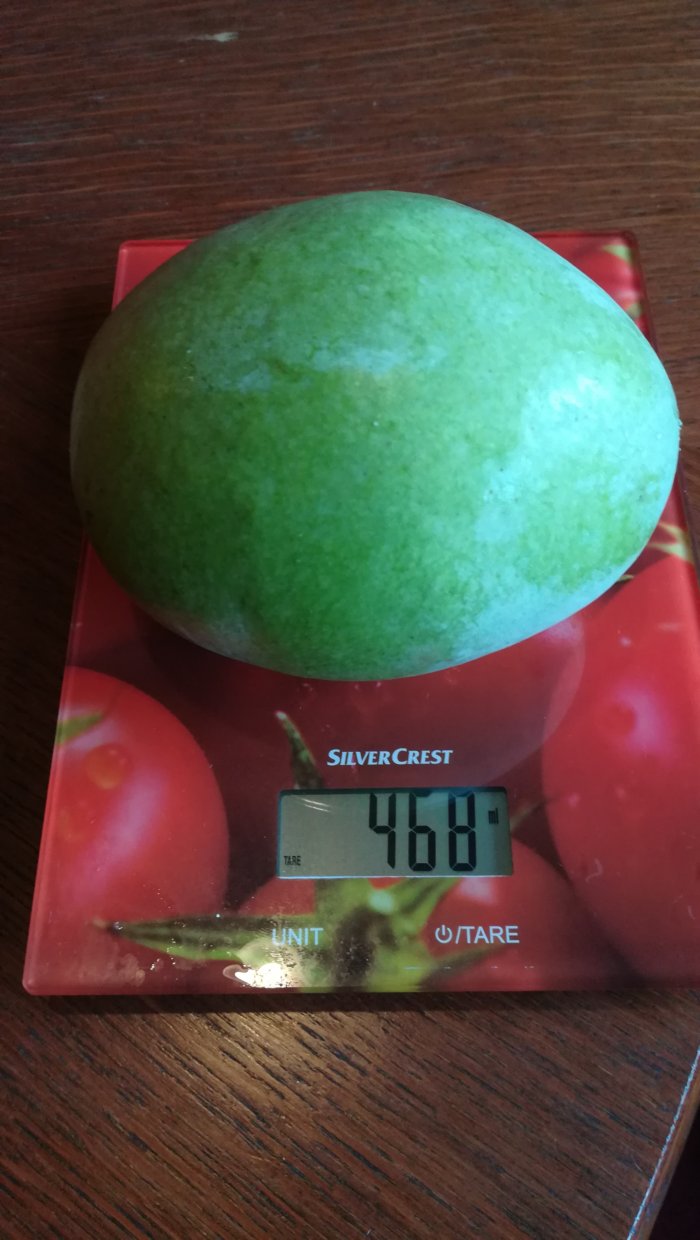 SILVERCREST
468 ml
TARE
UNIT
⏻/TARE